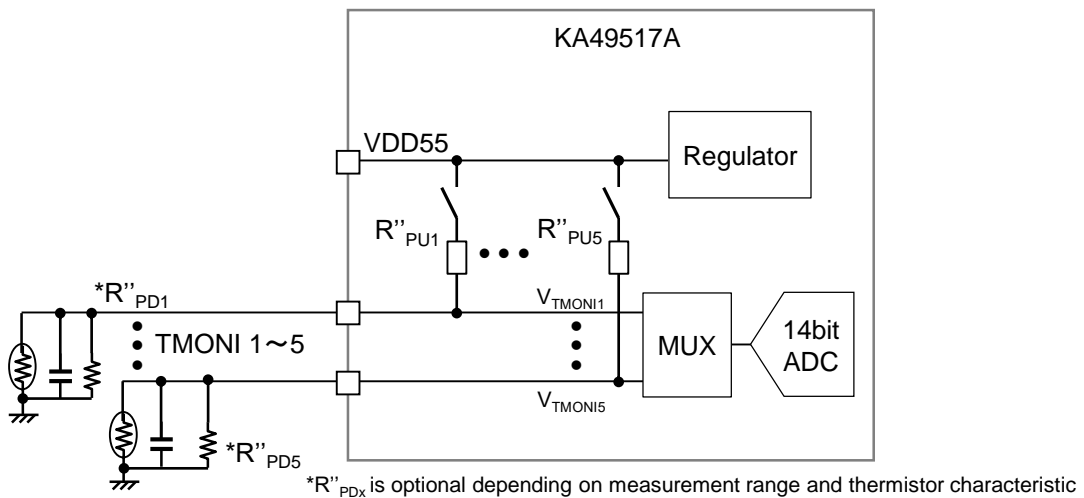 KA49517A
VDD55
Regulator
R''PU1
R''PU5
*R''PD1
VTMONI1
TMONI 1～5
MUX
14bit
ADC
VTMONI5
*R''PD5
*R''PDx is optional depending on measurement range and thermistor characteristic